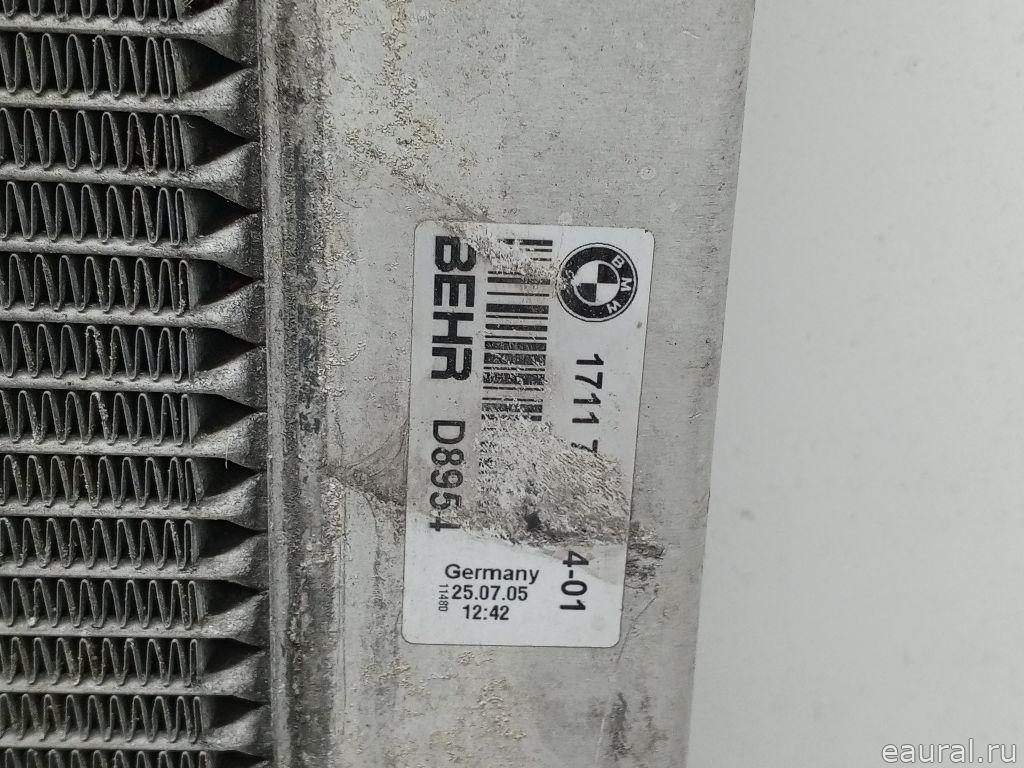 BMW
1711 7
4-01
BEHR D8954
Germany
25.07.05
12:42
11480
eaural.ru